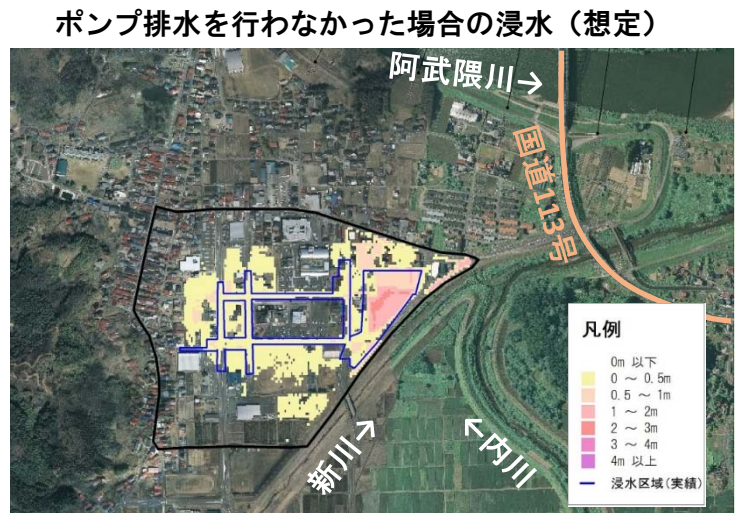 ポンプ排水を行わなかった場合の浸水（想定）
阿武隈川→
国道113号
凡例
0m 以下
0 ～ 0.5m
0.5 ～ 1m
1 ～ 2m
2 ～ 3m
3 ～ 4m
4m 以上
浸水区域(実績)
新川→
←内川